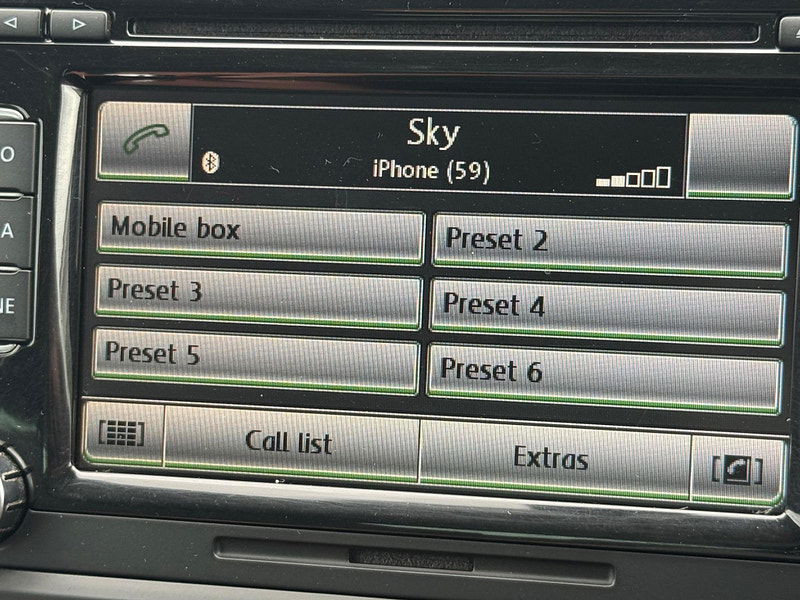 Sky
iPhone (59)
Mobile box
Preset 2
Preset 3
Preset 4
Preset 5
Preset 6
Call list
Extras